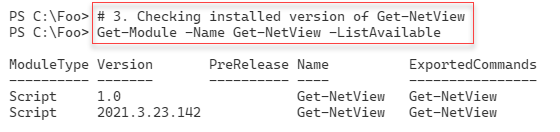 PS C:\Foo> # 3. Checking installed version of Get-NetView
PS C:\Foo> Get-Module -Name Get-NetView -ListAvailable
ModuleType Version PreRelease Name ExportedCommands
---------- ------- ---------- ---- ----------------
Script 1.0 Get-NetView Get-NetView
Script 2021.3.23.142 Get-NetView Get-NetView